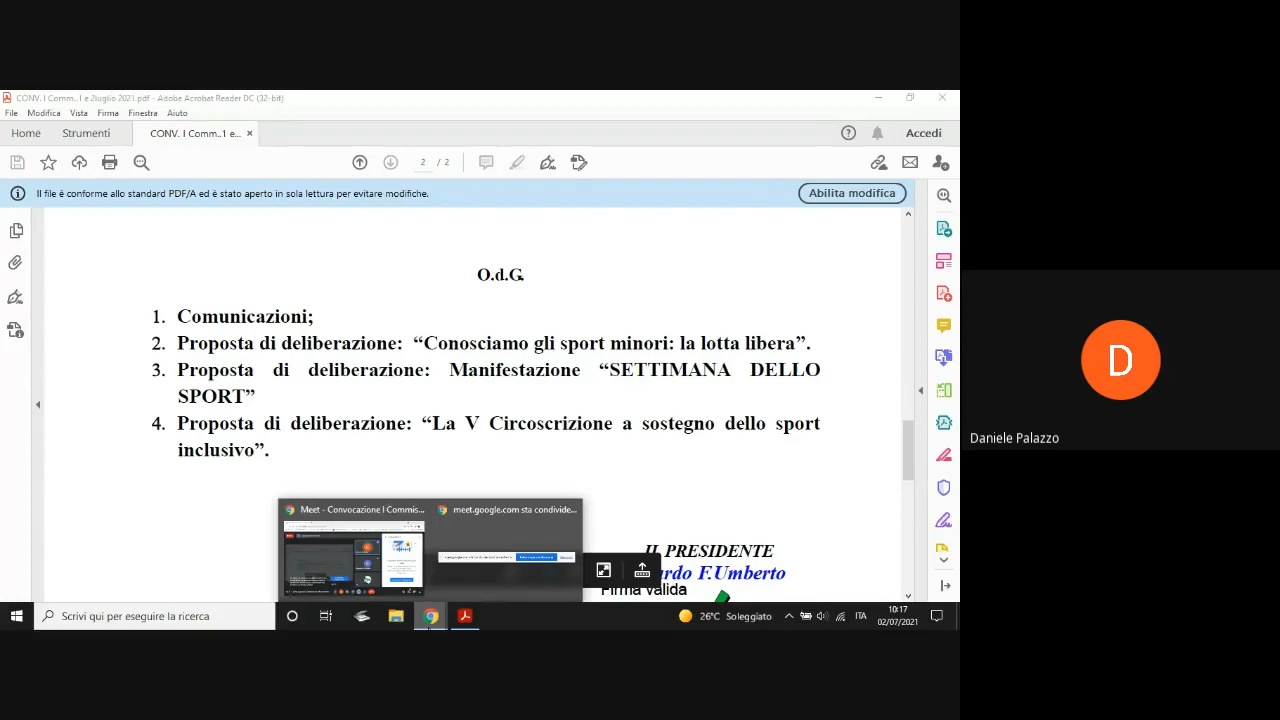 CONV. I Comm.. I e 2luglio 2021.pdf - Adobe Acrobat Reader DC (32-bit)
File Modifica Vista Firma Finestra Aiuto
Home Strumenti CONV. I Comm..1 e... × Accedi
2 / 2
Il file è conforme allo standard PDF/A ed è stato aperto in sola lettura per evitare modifiche. Abilita modifica
O.d.G.
1. Comunicazioni;
2. Proposta di deliberazione: “Conosciamo gli sport minori: la lotta libera”.
3. Proposta di deliberazione: Manifestazione “SETTIMANA DELLO
SPORT”
4. Proposta di deliberazione: “La V Circoscrizione a sostegno dello sport
inclusivo”.
Meet - Convocazione I Commis... meet.google.com sta condivide...
IL PRESIDENTE
ardo F.Umberto
Firma valida
Scrivi qui per eseguire la ricerca
26°C Soleggiato
ITA
10:17
02/07/2021
D
Daniele Palazzo